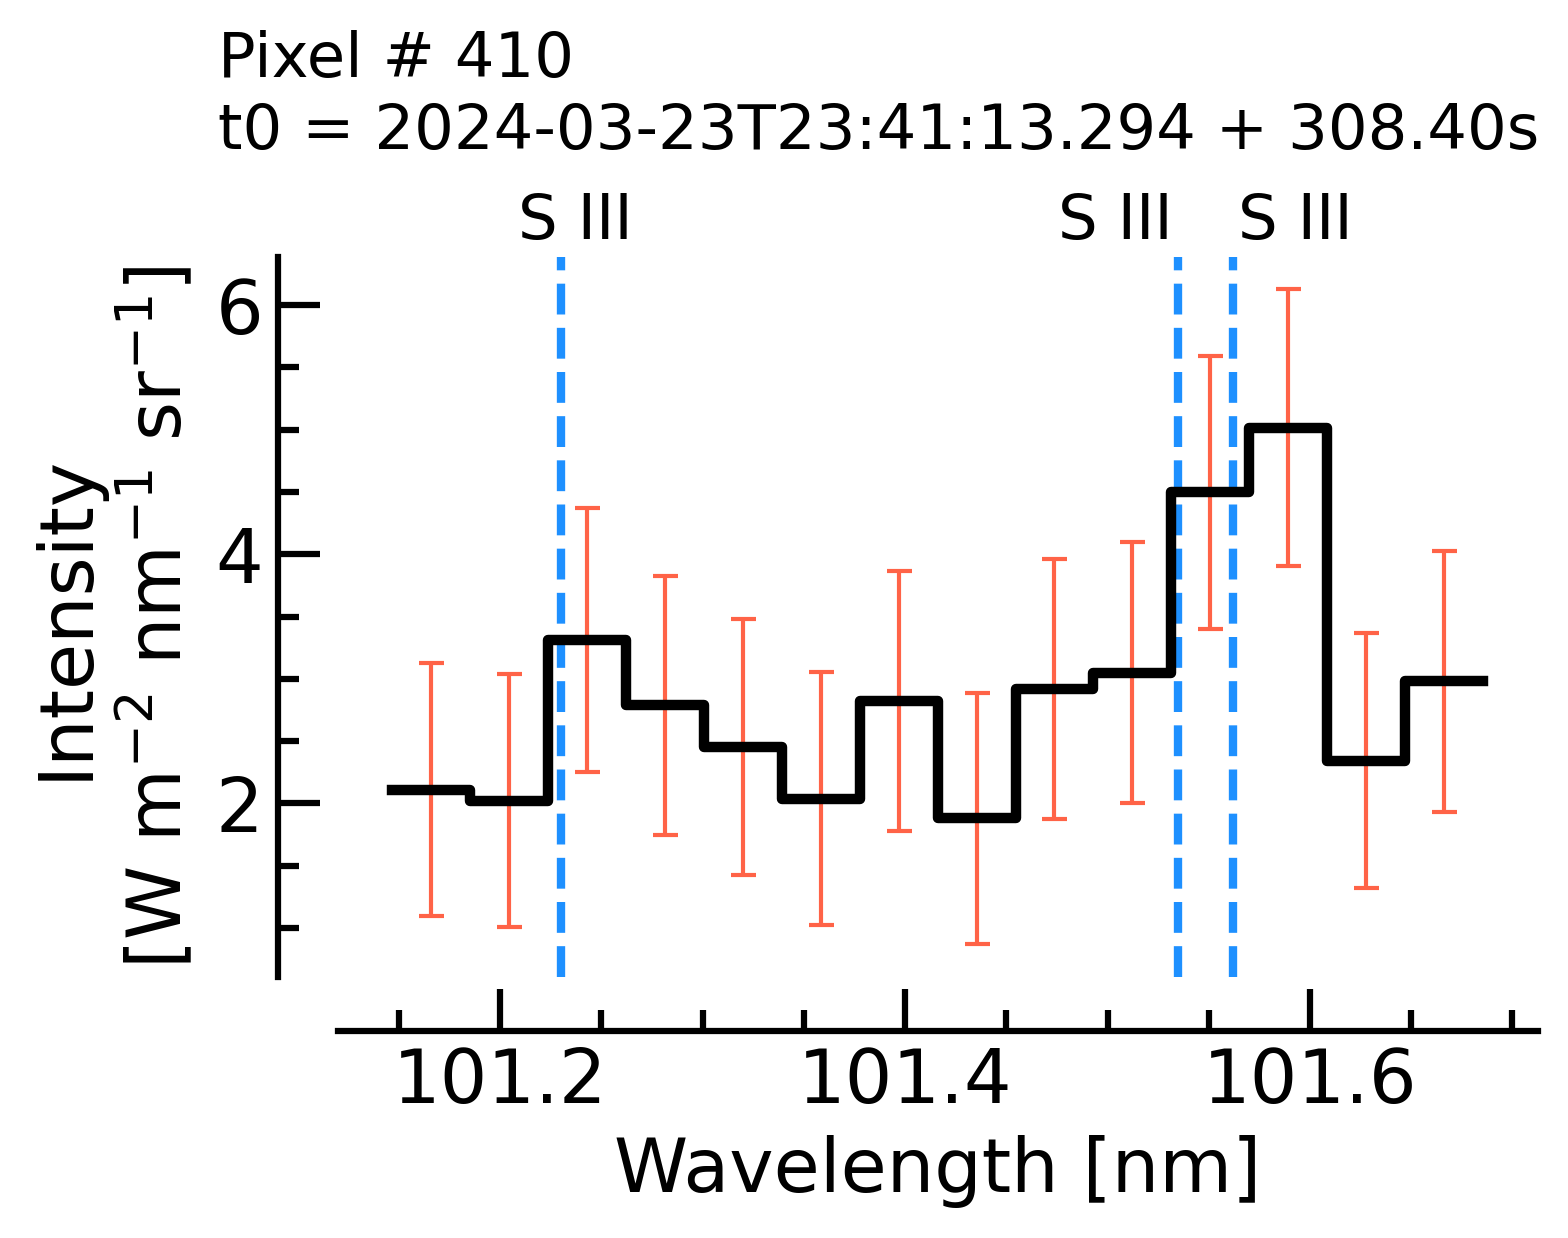 Pixel # 410
t0 = 2024-03-23T23:41:13.294 + 308.40s
S III S III S III
Intensity
[W m⁻² nm⁻¹ sr⁻¹]
6
4
2
101.2 101.4 101.6
Wavelength [nm]